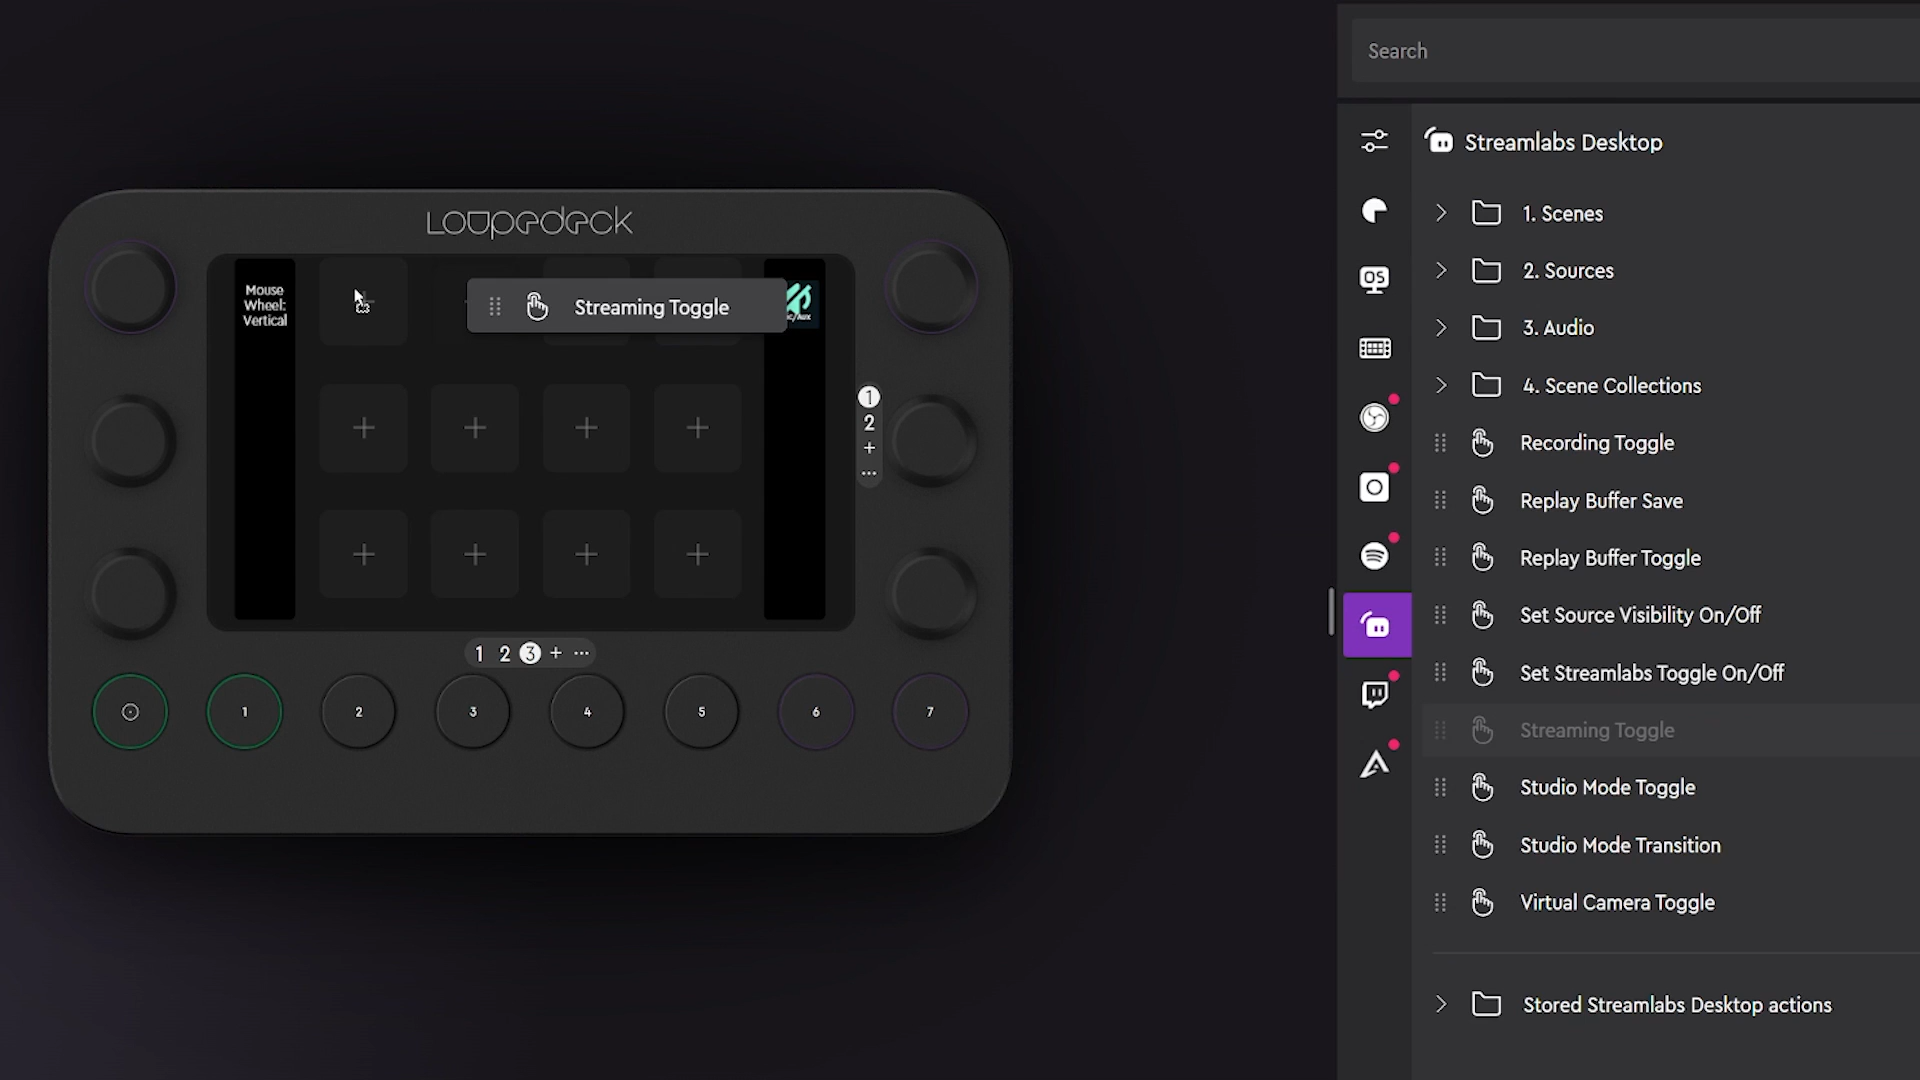 Search
Streamlabs Desktop
1. Scenes
2. Sources
3. Audio
4. Scene Collections
Recording Toggle
Replay Buffer Save
Replay Buffer Toggle
Set Source Visibility On/Off
Set Streamlabs Toggle On/Off
Streaming Toggle
Studio Mode Toggle
Studio Mode Transition
Virtual Camera Toggle
Stored Streamlabs Desktop actions
QS
Loupedeck
Mouse
Wheel:
Vertical
Streaming Toggle
1
2
+
...
1 2 3 + ...
1 2 3 4 5 6 7